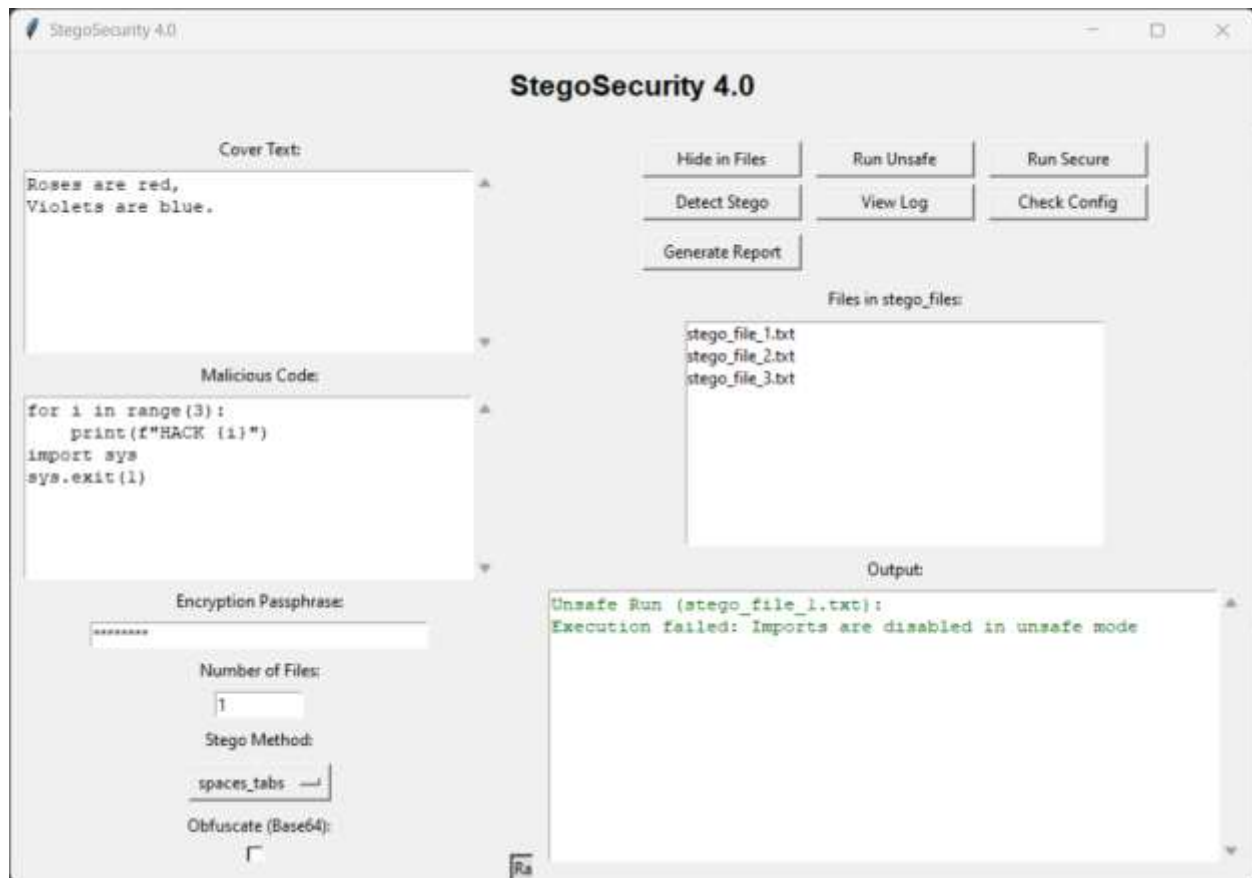 StegoSecurity 4.0
StegoSecurity 4.0
Cover Text:
Roses are red,
Violets are blue.
Malicious Code:
for i in range(3):
    print(f"HACK {i}")
import sys
sys.exit(1)
Encryption Passphrase:
********
Number of Files:
1
Stego Method:
spaces_tabs
Obfuscate (Base64):
Hide in Files
Run Unsafe
Run Secure
Detect Stego
View Log
Check Config
Generate Report
Files in stego_files:
stego_file_1.txt
stego_file_2.txt
stego_file_3.txt
Output:
Unsafe Run (stego_file_1.txt):
Execution failed: Imports are disabled in unsafe mode
Ra